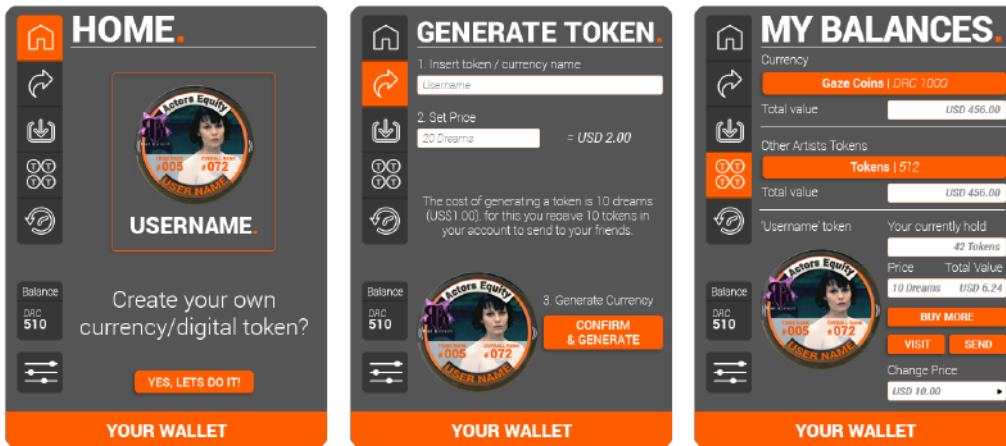 HOME.
Actors Equity
#005
#072
USER NAME
USERNAME.
Balance
DRC
510
Create your own
currency/digital token?
YES, LETS DO IT!
YOUR WALLET
GENERATE TOKEN.
1. Insert token / currency name
Username
2. Set Price
20 Dreams = USD 2.00
The cost of generating a token is 10 dreams
(US$1.00), for this you receive 10 tokens in
your account to send to your friends.
Actors Equity
#005
#072
USER NAME
Balance
DRC
510
3. Generate Currency
CONFIRM
& GENERATE
YOUR WALLET
MY BALANCES.
Currency
Gaze Coins | DRC 1000
Total value USD 456.00
Other Artists Tokens
Tokens | 512
Total value USD 456.00
'Username' token
Your currently hold
42 Tokens
Price Total Value
10 Dreams USD 6.24
BUY MORE
VISIT SEND
Change Price
USD 10.00
Actors Equity
#005
#072
USER NAME
Balance
DRC
510
YOUR WALLET